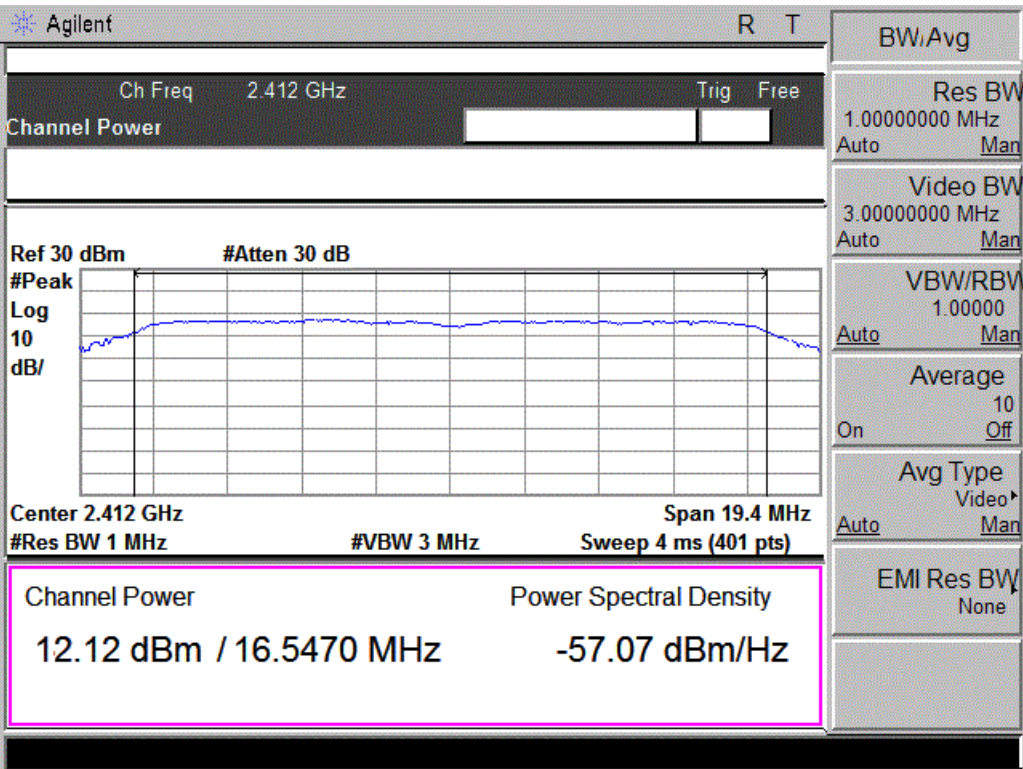 Agilent R T
Ch Freq 2.412 GHz Trig Free
Channel Power
Ref 30 dBm #Atten 30 dB
#Peak
Log
10
dB/
Center 2.412 GHz Span 19.4 MHz
#Res BW 1 MHz #VBW 3 MHz Sweep 4 ms (401 pts)
Channel Power Power Spectral Density
12.12 dBm / 16.5470 MHz -57.07 dBm/Hz
BW/Avg
Res BW
1.00000000 MHz
Auto Man
Video BW
3.00000000 MHz
Auto Man
VBW/RBW
1.00000
Auto Man
Average
10
On Off
Avg Type
Video
Auto Man
EMI Res BW
None